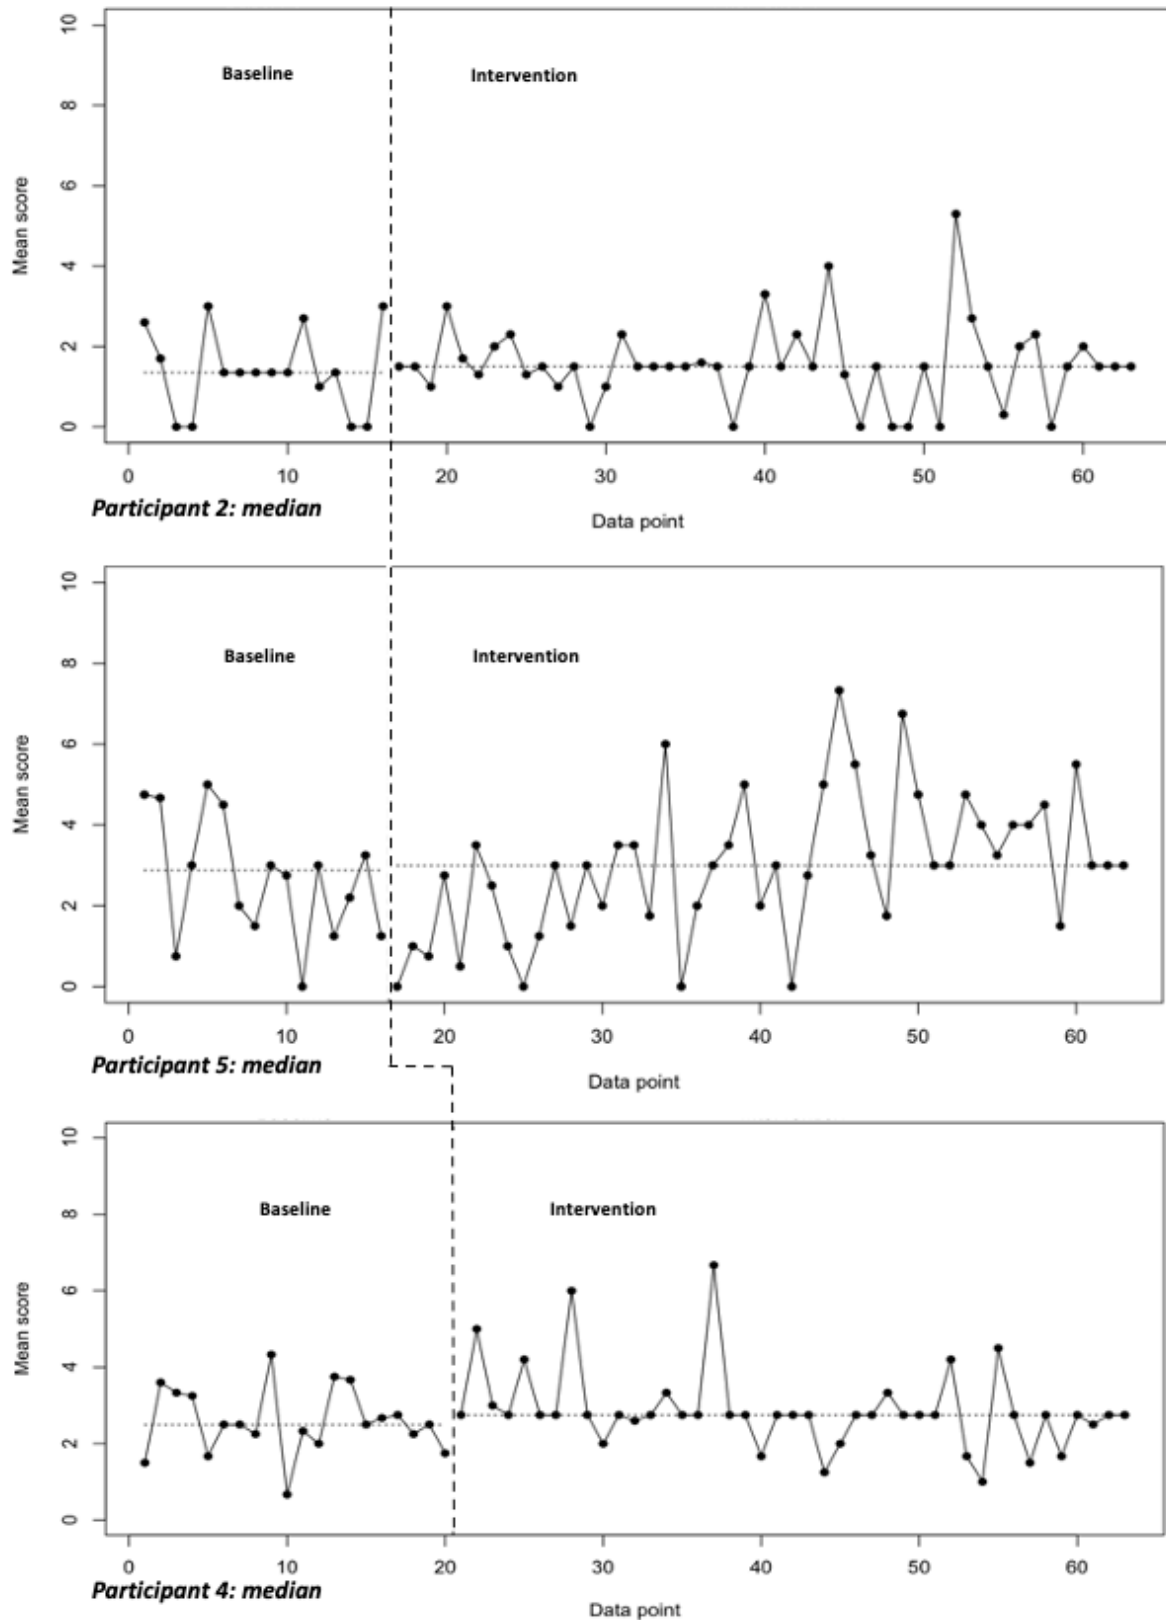 10
8
6
4
2
0
Mean score
Baseline
Intervention
0 10 20 30 40 50 60
Participant 2: median
Data point
10
8
6
4
2
0
Mean score
Baseline
Intervention
0 10 20 30 40 50 60
Participant 5: median
Data point
10
8
6
4
2
0
Mean score
Baseline
Intervention
0 10 20 30 40 50 60
Participant 4: median
Data point